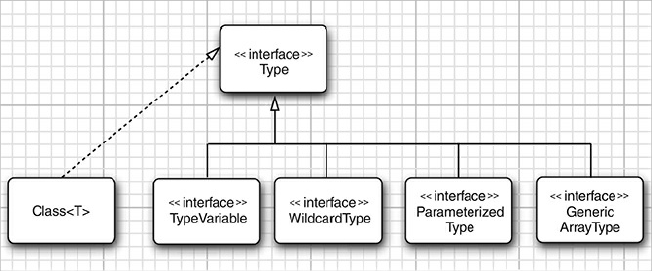 << interface >>
Type
Class<T>
<< interface >>
TypeVariable
<< interface >>
WildcardType
<< interface >>
Parameterized
Type
<< interface >>
Generic
ArrayType